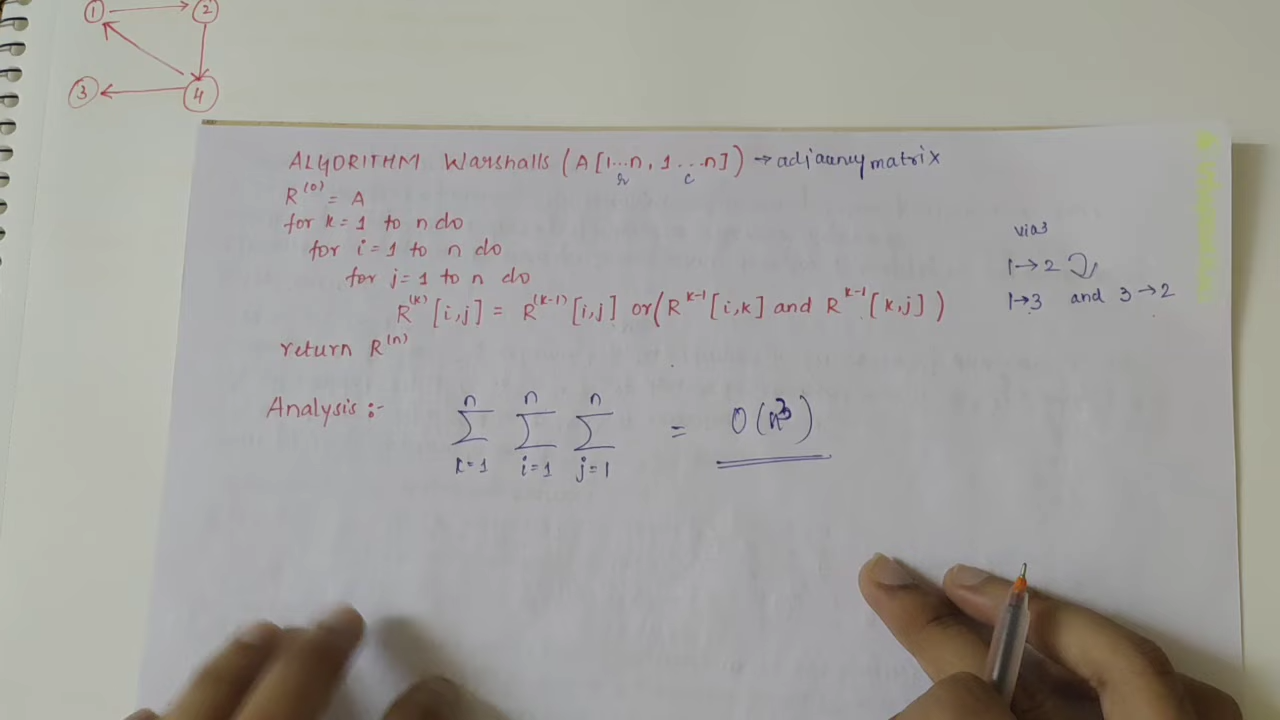 1 2
3 4
ALGORITHM Warshalls (A[1...n, 1...n]) → adjacency matrix
r c
R^(0) = A
for k = 1 to n do
for i = 1 to n do
for j = 1 to n do
R^(k)[i,j] = R^(k-1)[i,j] or (R^k-1[i,k] and R^k-1[k,j])
return R^(n)
via 3
1→2
1→3 and 3→2
Analysis :-
n n n
∑ ∑ ∑ = O(n^3)
k=1 i=1 j=1